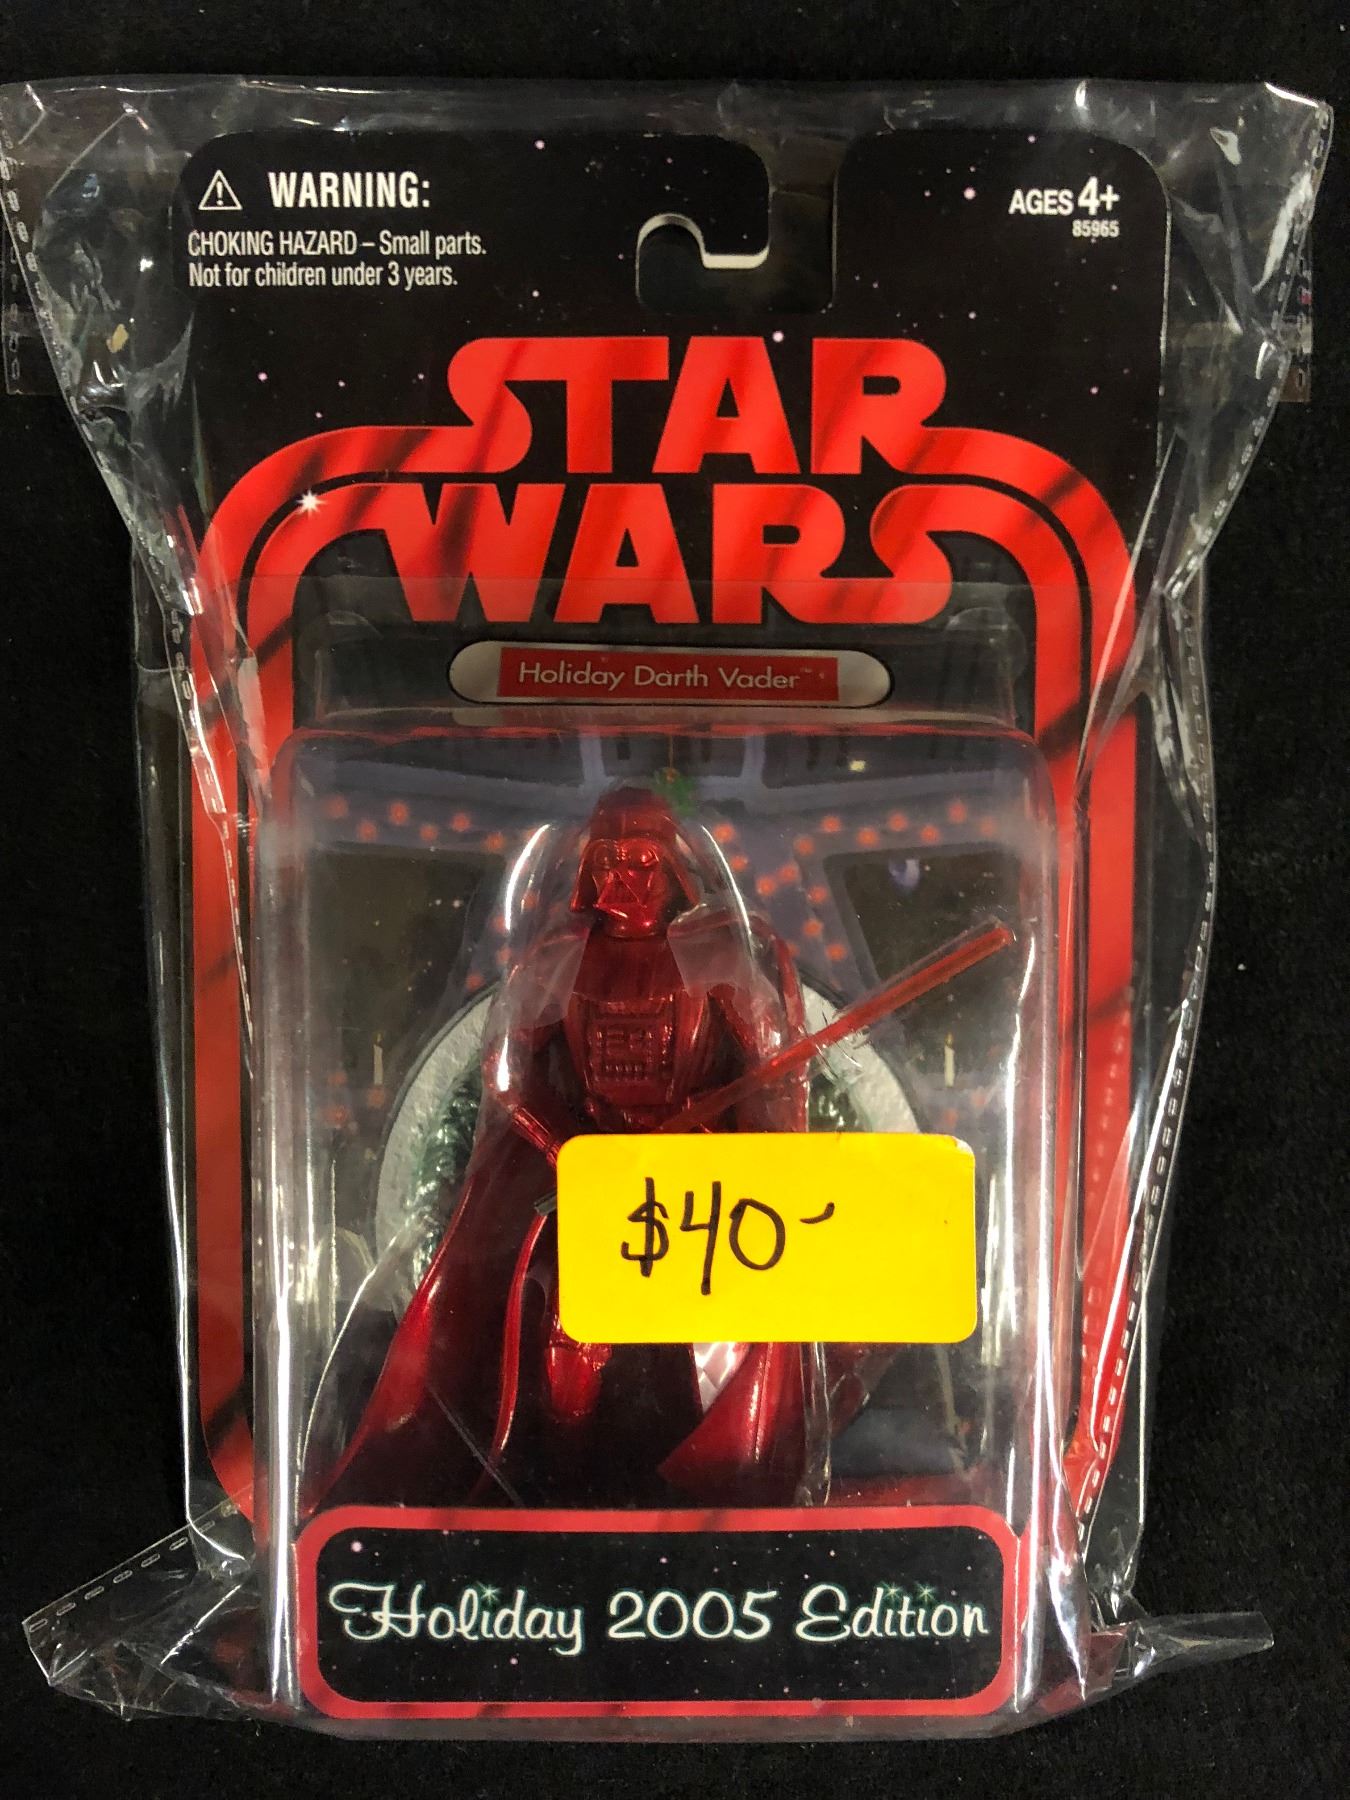 WARNING:
CHOKING HAZARD – Small parts.
Not for children under 3 years.
AGES 4+
85965
STAR
WARS
Holiday Darth Vader™
$40-
Holiday 2005 Edition